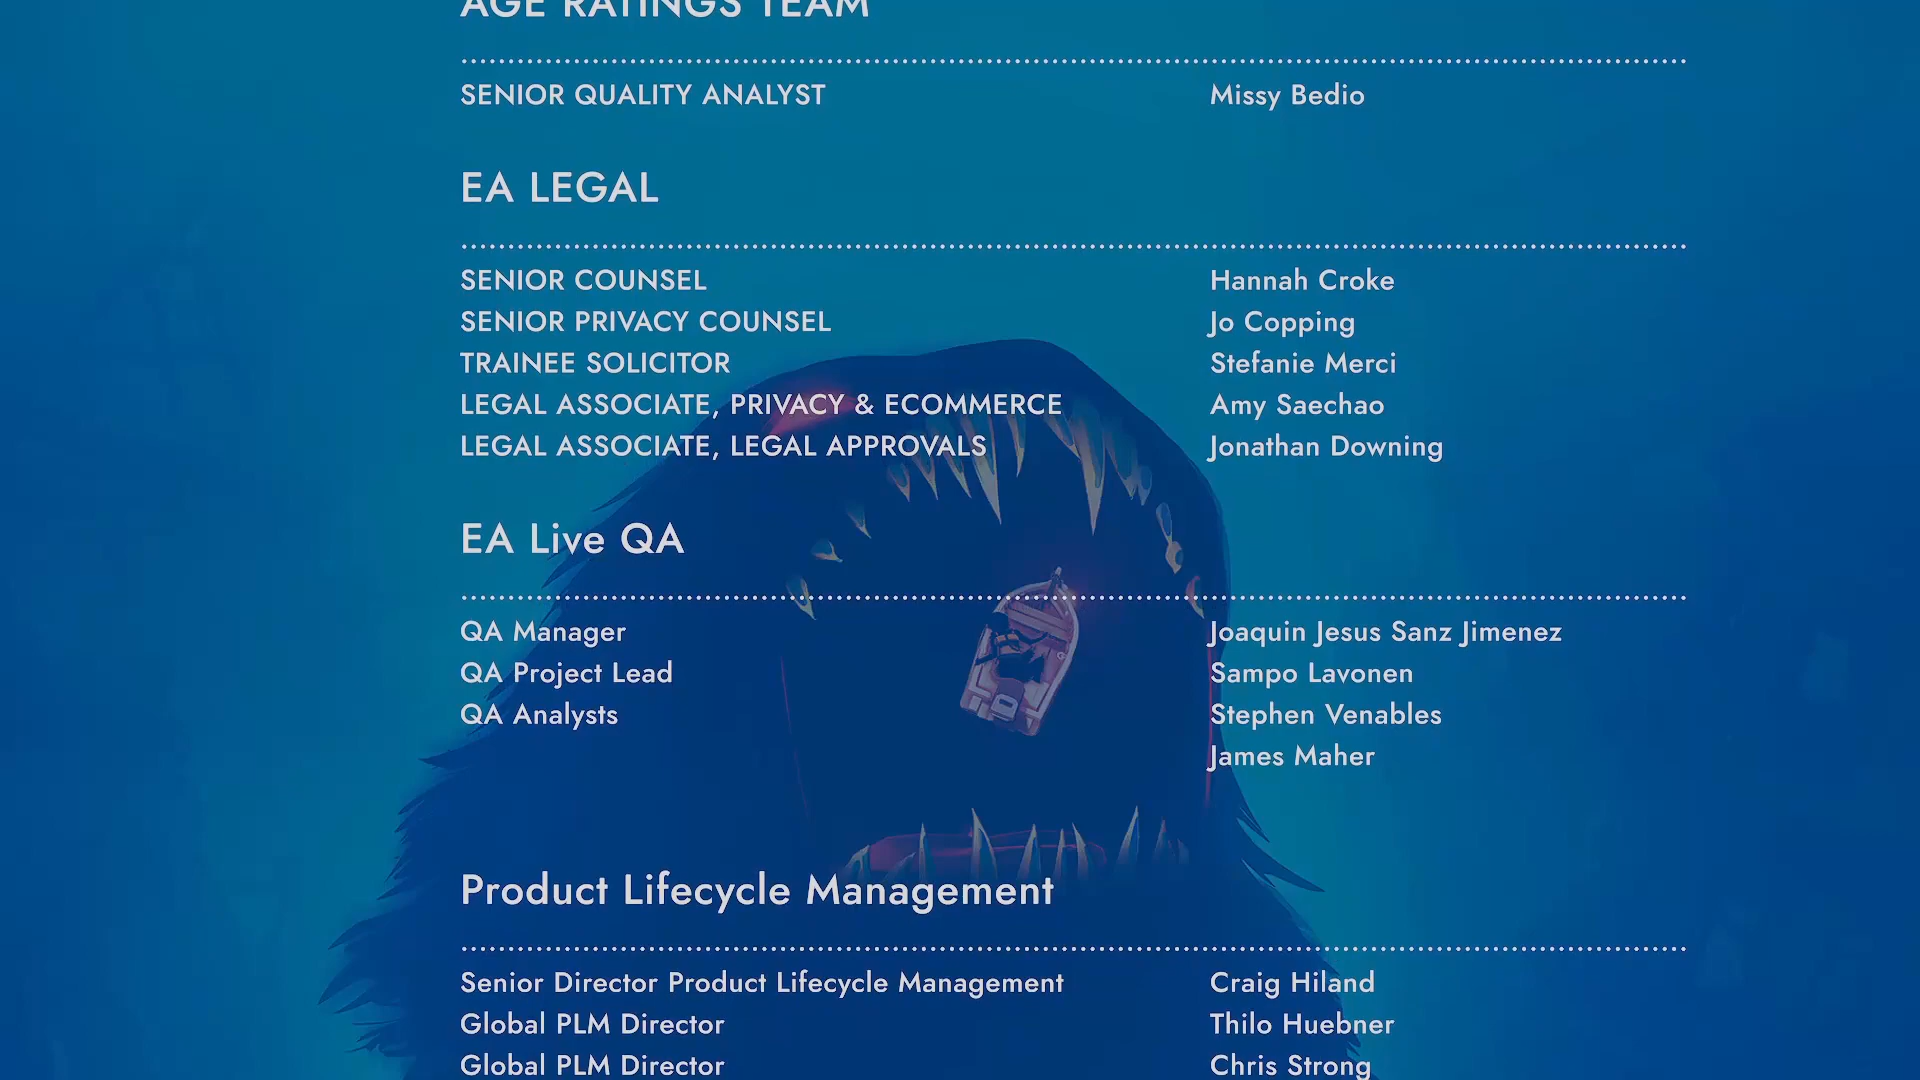 AGE RATINGS TEAM
SENIOR QUALITY ANALYST Missy Bedio
EA LEGAL
SENIOR COUNSEL Hannah Croke
SENIOR PRIVACY COUNSEL Jo Copping
TRAINEE SOLICITOR Stefanie Merci
LEGAL ASSOCIATE, PRIVACY & ECOMMERCE Amy Saechao
LEGAL ASSOCIATE, LEGAL APPROVALS Jonathan Downing
EA Live QA
QA Manager Joaquin Jesus Sanz Jimenez
QA Project Lead Sampo Lavonen
QA Analysts Stephen Venables
James Maher
Product Lifecycle Management
Senior Director Product Lifecycle Management Craig Hiland
Global PLM Director Thilo Huebner
Global PLM Director Chris Strong